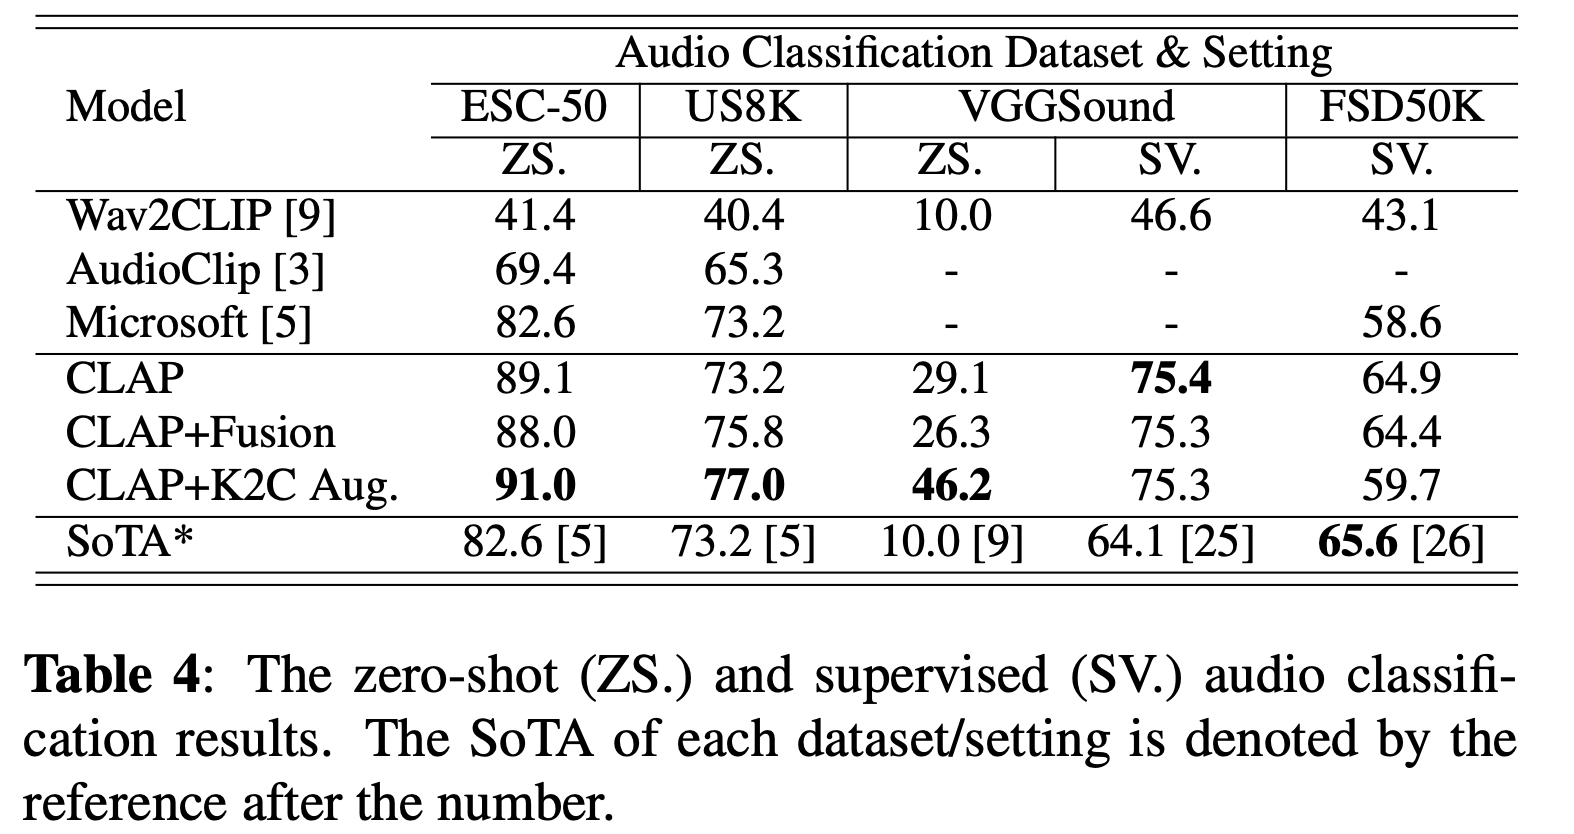 Audio Classification Dataset & Setting
Model ESC-50 US8K VGGSound FSD50K
ZS. ZS. ZS. SV. SV.
Wav2CLIP [9] 41.4 40.4 10.0 46.6 43.1
AudioClip [3] 69.4 65.3 - - -
Microsoft [5] 82.6 73.2 - - 58.6
CLAP 89.1 73.2 29.1 75.4 64.9
CLAP+Fusion 88.0 75.8 26.3 75.3 64.4
CLAP+K2C Aug. 91.0 77.0 46.2 75.3 59.7
SoTA* 82.6 [5] 73.2 [5] 10.0 [9] 64.1 [25] 65.6 [26]
Table 4: The zero-shot (ZS.) and supervised (SV.) audio classifi-
cation results. The SoTA of each dataset/setting is denoted by the
reference after the number.